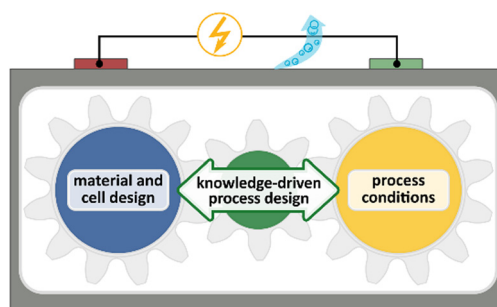 material and
cell design
knowledge-driven
process design
process
conditions